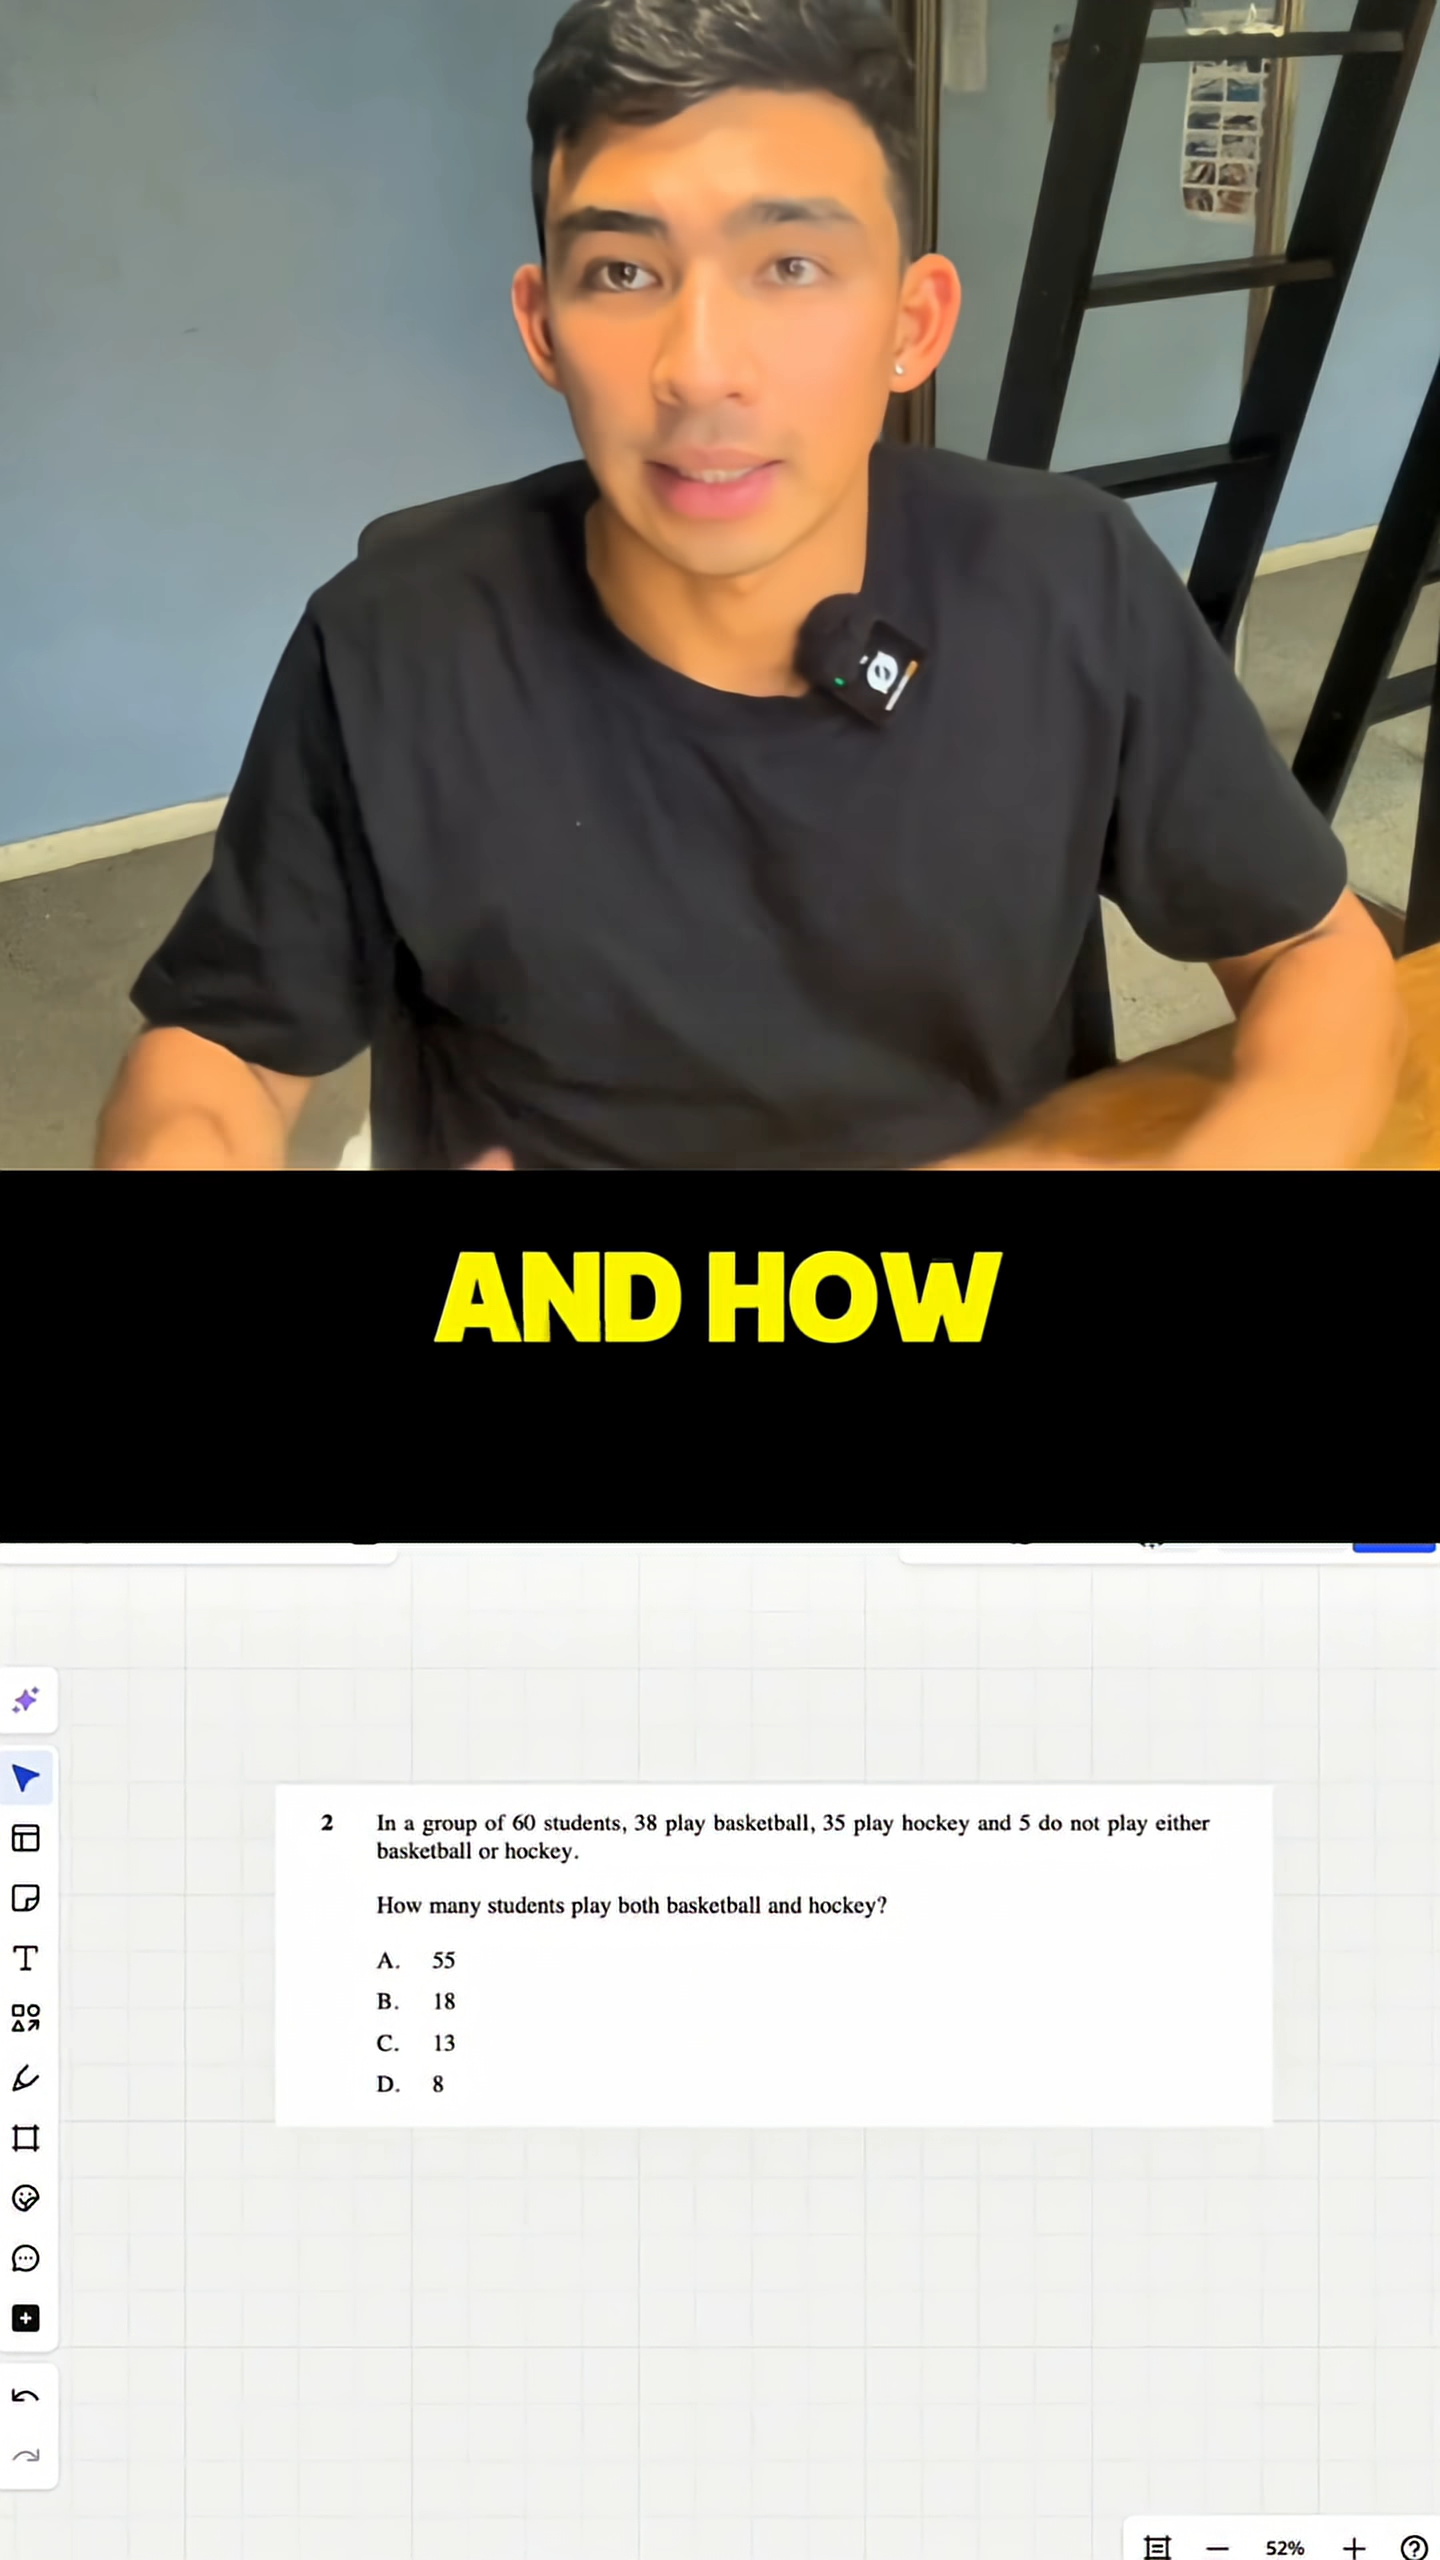 AND HOW
2 In a group of 60 students, 38 play basketball, 35 play hockey and 5 do not play either
basketball or hockey.
How many students play both basketball and hockey?
A. 55
B. 18
C. 13
D. 8
52%